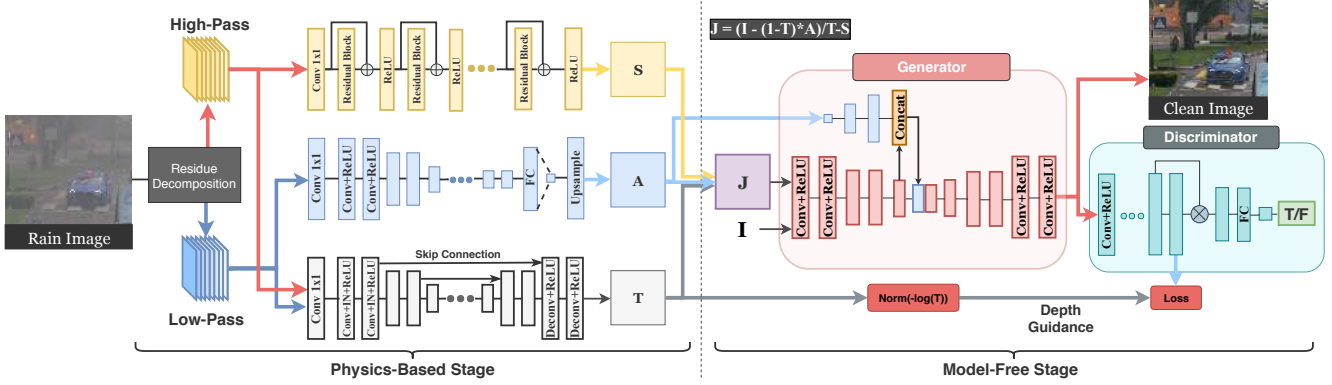 High-Pass
Rain Image
Residue
Decomposition
Low-Pass
Conv 1x1
Residual Block
ReLU
Residual Block
ReLU
Residual Block
ReLU
S
Conv 1x1
Conv+ReLU
Conv+ReLU
FC
Upsample
A
Skip Connection
Conv 1x1
Conv+IN+ReLU
Conv+IN+ReLU
Deconv+ReLU
Deconv+ReLU
T
Physics-Based Stage
J = (I - (1-T)*A)/T-S
Generator
Concat
J
I
Conv+ReLU
Conv+ReLU
Conv+ReLU
Conv+ReLU
Clean Image
Discriminator
Conv+ReLU
FC
T/F
Norm(-log(T))
Depth
Guidance
Loss
Model-Free Stage